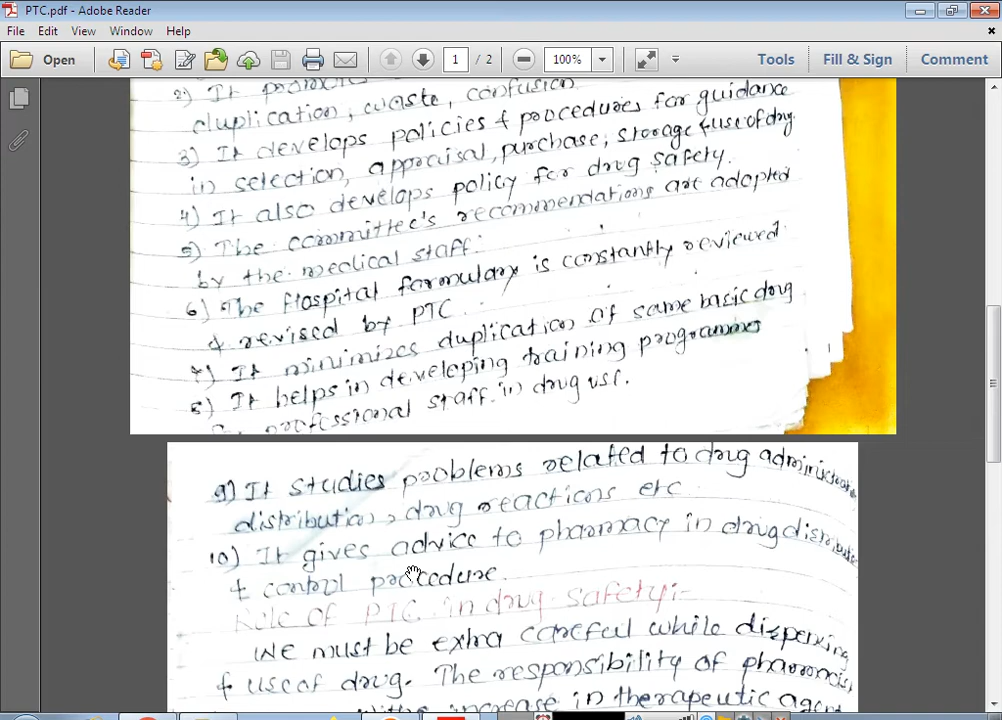 PTC.pdf - Adobe Reader
File Edit View Window Help
Open 1 / 2 100% Tools Fill & Sign Comment
2) It
duplication, waste, confusion
3) It develops policies & procedures for guidance
in selection, appraisal, purchase, storage & use of drug
4) It also develops policy for drug safety.
5) The committee's recommendations are adopted
by the medical staff.
6) The Hospital formulary is constantly reviewed
& revised by PTC.
7) It minimizes duplication of same basic drug
8) It helps in developing training programmes
professional staff in drug use.
9) It studies problems related to drug
distribution, drug reactions etc
10) It gives advice to pharmacy in drug
& control procedure.
Role of PTC in drug safety:-
We must be extra careful while dispensing
& use of drug. The responsibility of
increase in therapeutic agent